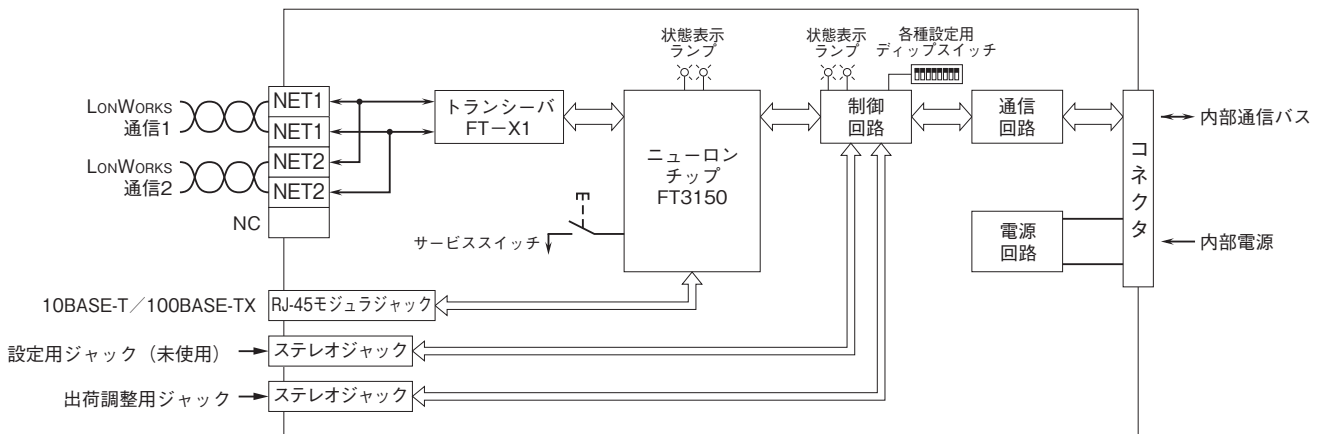 状態表示
ランプ
状態表示
ランプ
各種設定用
ディップスイッチ
LONWORKS
通信1
NET1
NET1
LONWORKS
通信2
NET2
NET2
NC
トランシーバ
FT-X1
ニューロン
チップ
FT3150
制御
回路
通信
回路
コネクタ
内部通信バス
サービススイッチ
電源
回路
内部電源
10BASE-T/100BASE-TX
RJ-45モジュラジャック
設定用ジャック(未使用)
ステレオジャック
出荷調整用ジャック
ステレオジャック